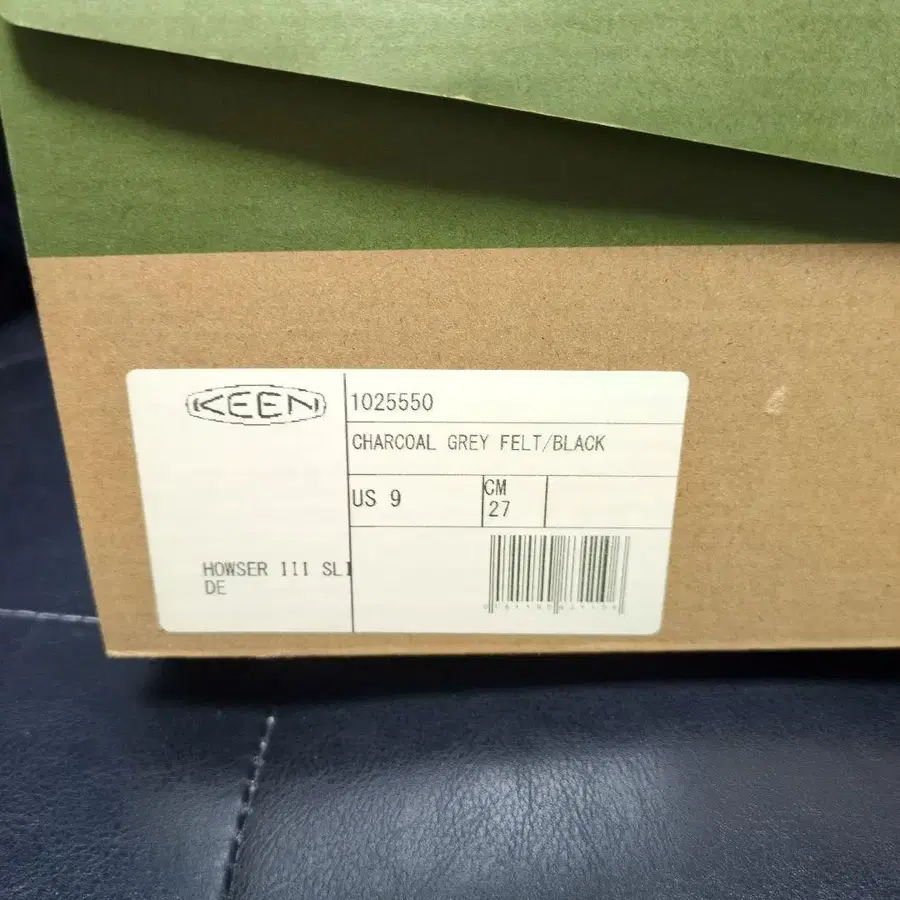 KEEN
1025550
CHARCOAL GREY FELT/BLACK
US 9
CM
27
HOWSER III SLI
DE